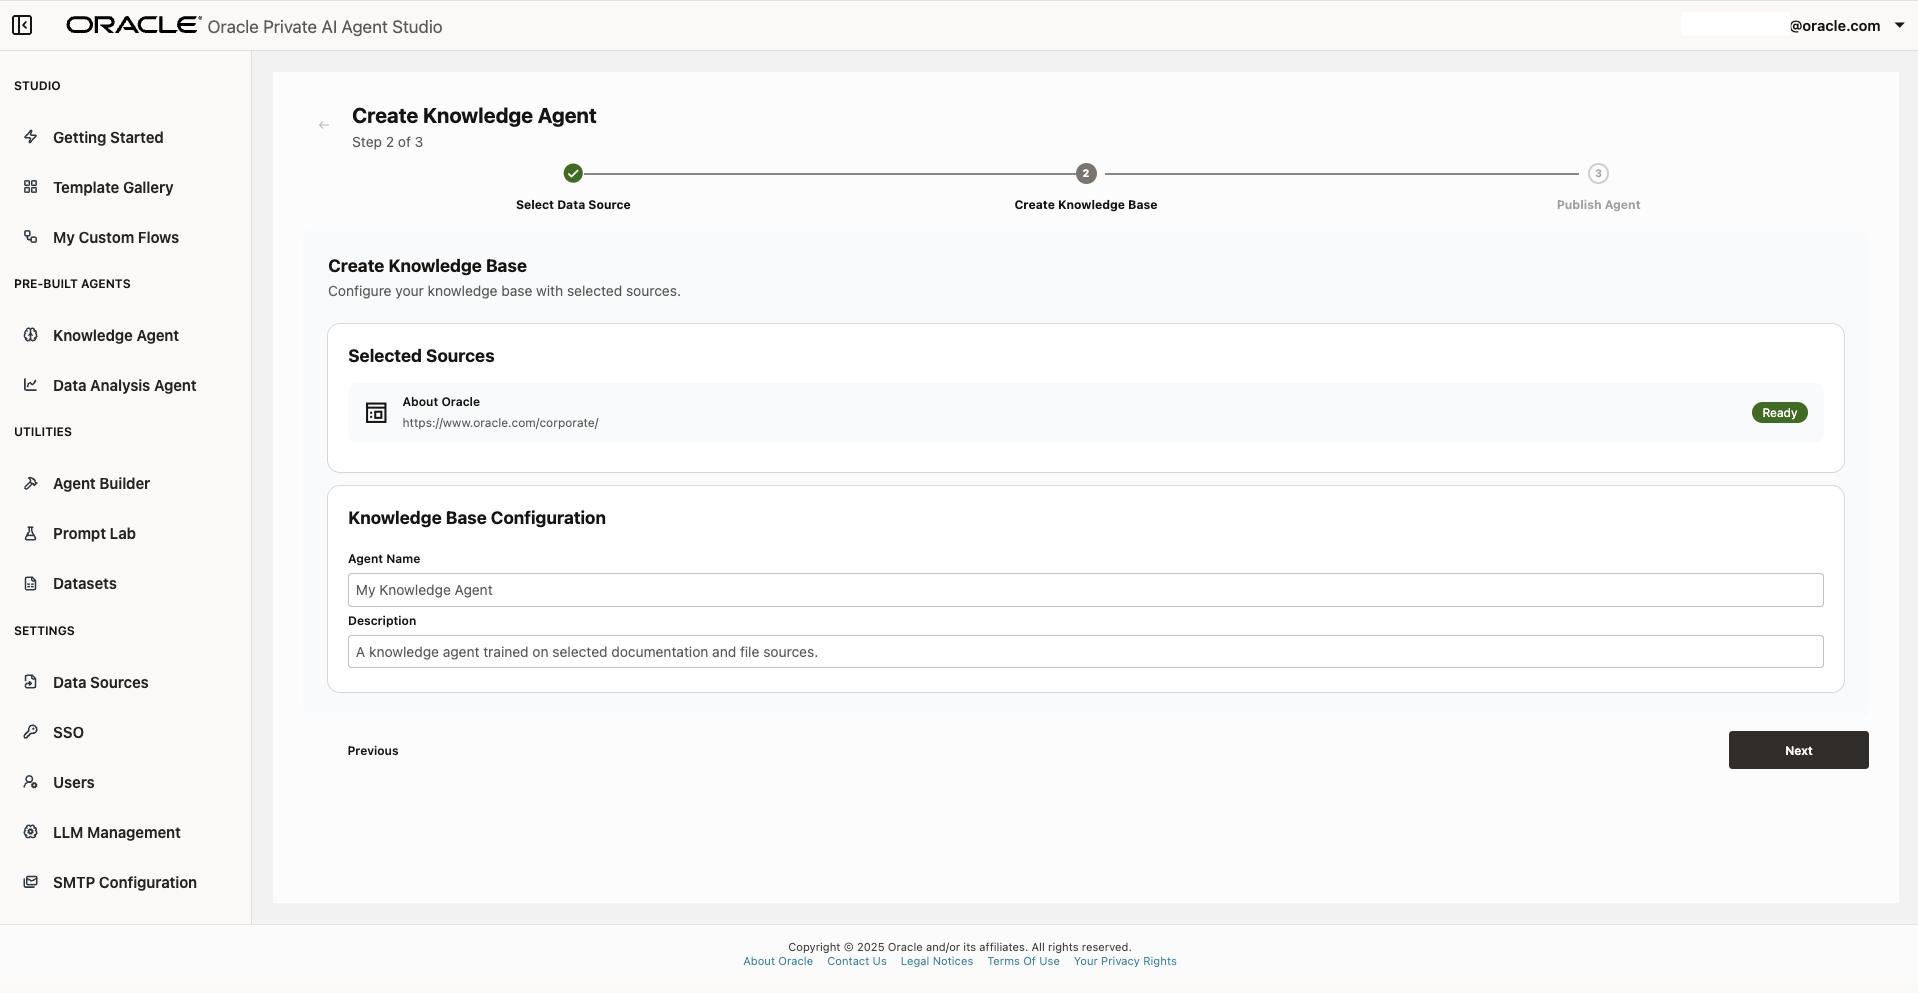 ORACLE Oracle Private AI Agent Studio
@oracle.com
STUDIO
Getting Started
Template Gallery
My Custom Flows
PRE-BUILT AGENTS
Knowledge Agent
Data Analysis Agent
UTILITIES
Agent Builder
Prompt Lab
Datasets
SETTINGS
Data Sources
SSO
Users
LLM Management
SMTP Configuration
Create Knowledge Agent
Step 2 of 3
2
3
Select Data Source
Create Knowledge Base
Publish Agent
Create Knowledge Base
Configure your knowledge base with selected sources.
Selected Sources
About Oracle
https://www.oracle.com/corporate/
Ready
Knowledge Base Configuration
Agent Name
My Knowledge Agent
Description
A knowledge agent trained on selected documentation and file sources.
Previous
Next
Copyright © 2025 Oracle and/or its affiliates. All rights reserved.
About Oracle Contact Us Legal Notices Terms Of Use Your Privacy Rights